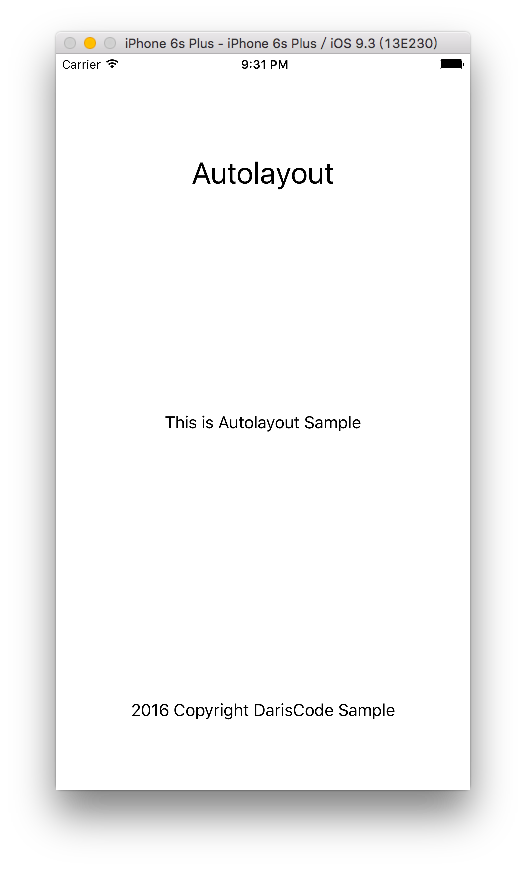 iPhone 6s Plus - iPhone 6s Plus / iOS 9.3 (13E230)
Carrier 9:31 PM
Autolayout
This is Autolayout Sample
2016 Copyright DarisCode Sample